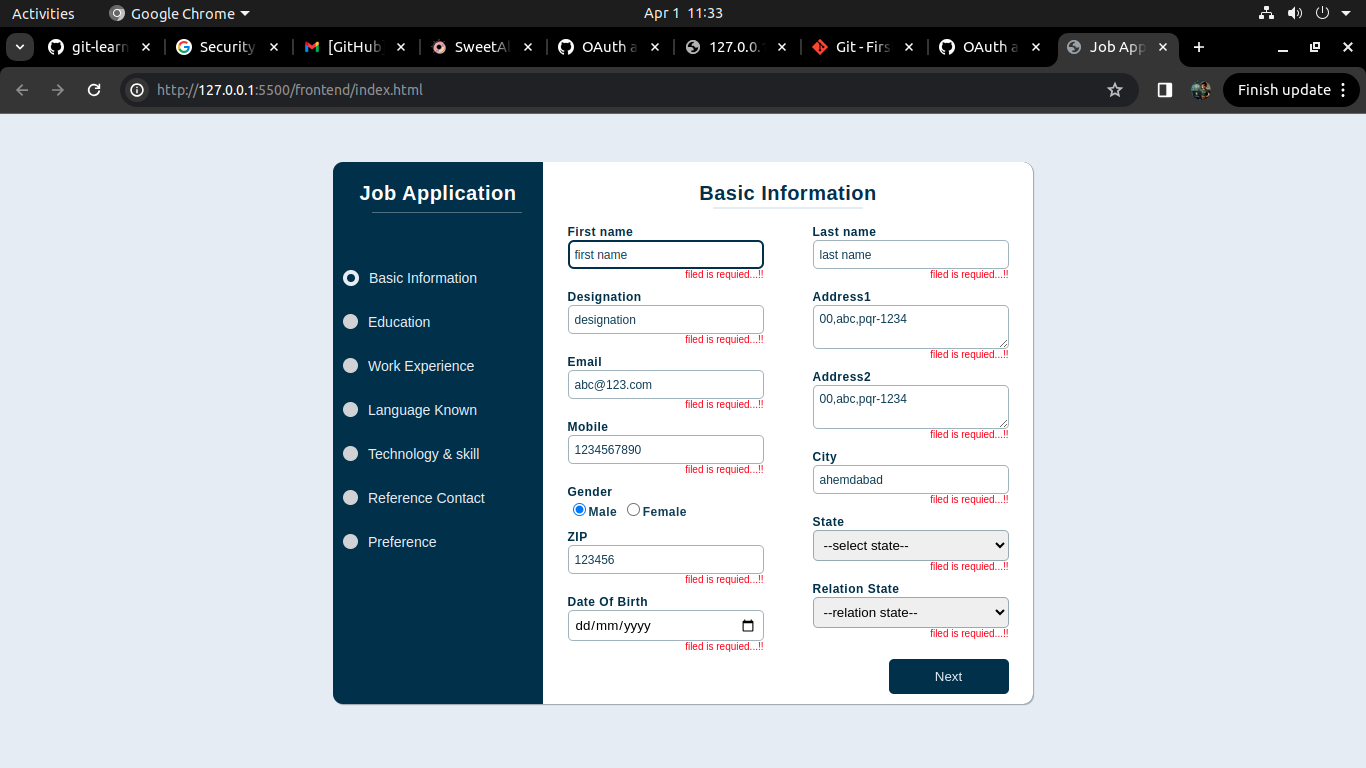 Activities Google Chrome Apr 1 11:33
git-learn Security [GitHub] SweetAl OAuth a 127.0.0. Git - Firs OAuth a Job App
http://127.0.0.1:5500/frontend/index.html Finish update
Job Application
Basic Information
Education
Work Experience
Language Known
Technology & skill
Reference Contact
Preference
Basic Information
First name
first name
filed is requied...!!
Designation
designation
filed is requied...!!
Email
abc@123.com
filed is requied...!!
Mobile
1234567890
filed is requied...!!
Gender
Male Female
ZIP
123456
filed is requied...!!
Date Of Birth
dd/mm/yyyy
filed is requied...!!
Last name
last name
filed is requied...!!
Address1
00,abc,pqr-1234
filed is requied...!!
Address2
00,abc,pqr-1234
filed is requied...!!
City
ahemdabad
filed is requied...!!
State
--select state--
filed is requied...!!
Relation State
--relation state--
filed is requied...!!
Next